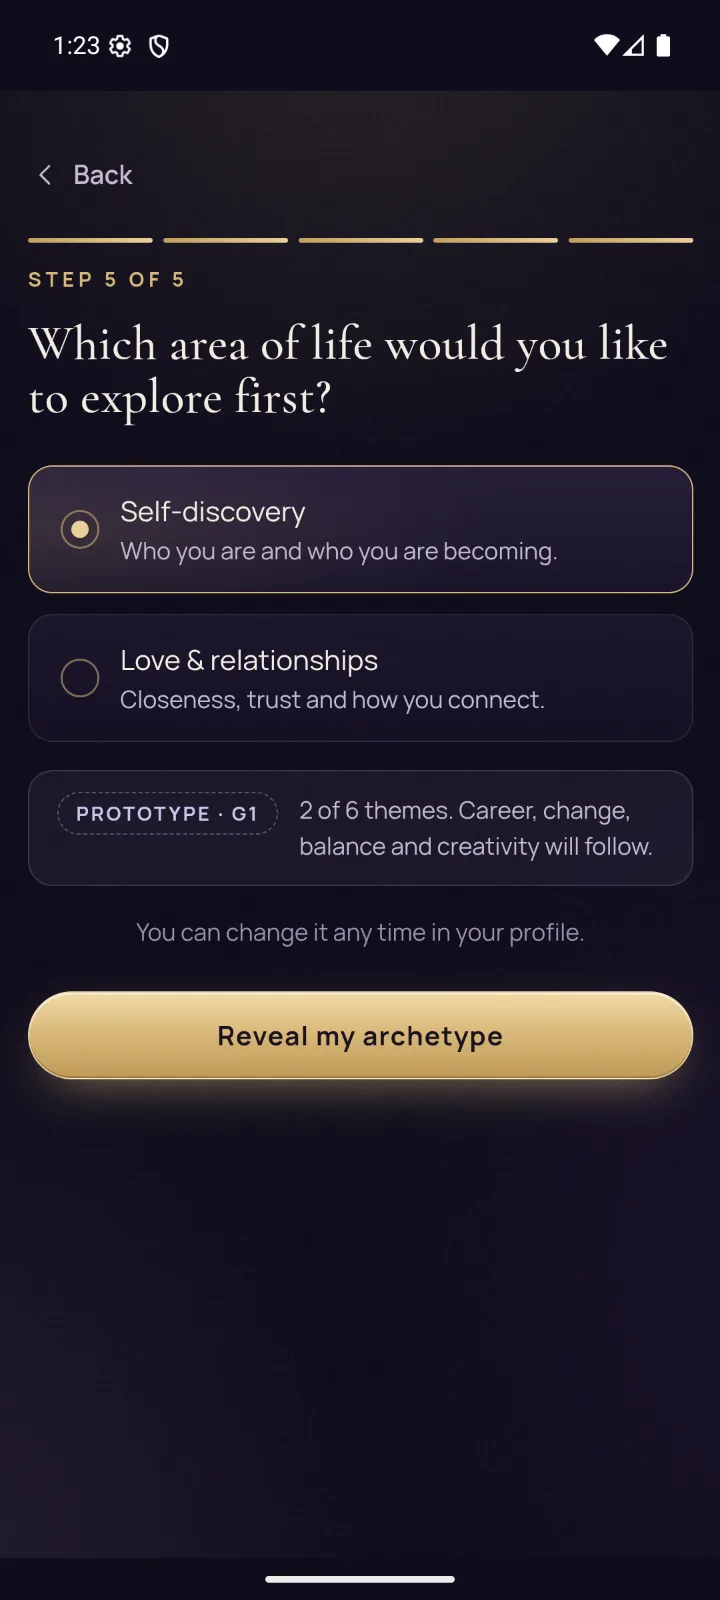 1:23
Back
STEP 5 OF 5
Which area of life would you like
to explore first?
Self-discovery
Who you are and who you are becoming.
Love & relationships
Closeness, trust and how you connect.
PROTOTYPE · G1
2 of 6 themes. Career, change,
balance and creativity will follow.
You can change it any time in your profile.
Reveal my archetype